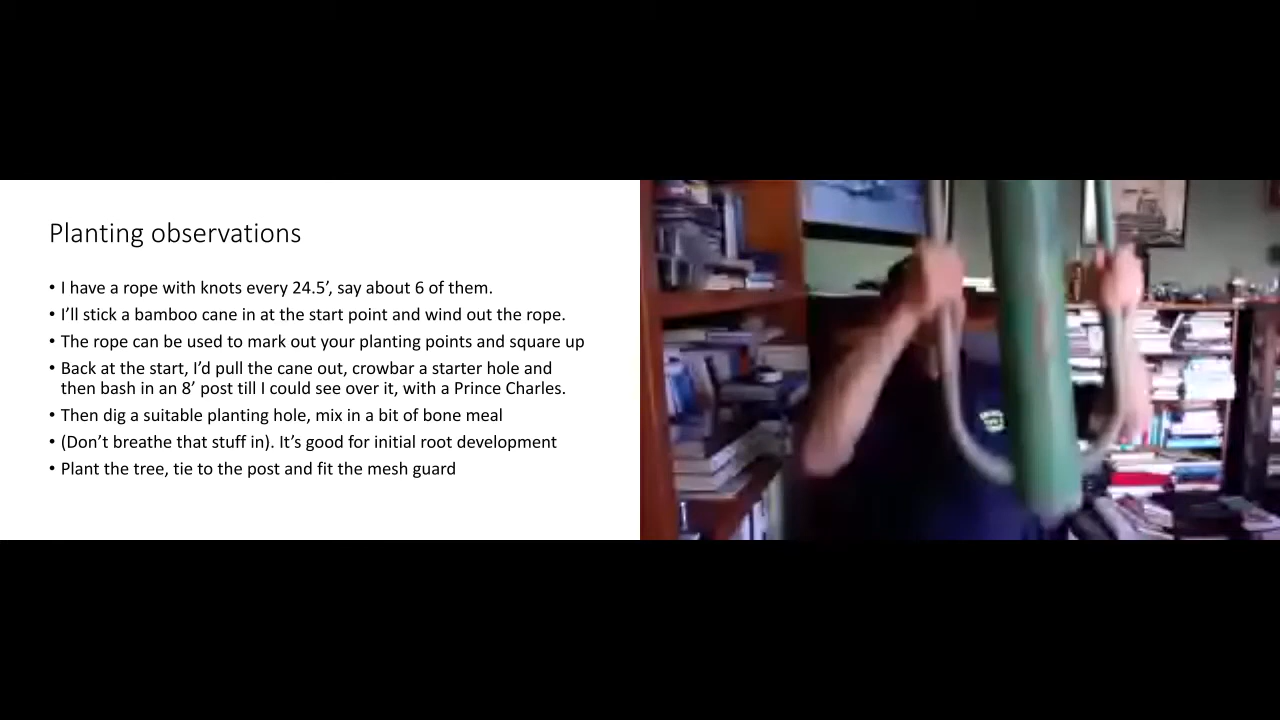 Planting observations
• I have a rope with knots every 24.5’, say about 6 of them.
• I’ll stick a bamboo cane in at the start point and wind out the rope.
• The rope can be used to mark out your planting points and square up
• Back at the start, I’d pull the cane out, crowbar a starter hole and
then bash in an 8’ post till I could see over it, with a Prince Charles.
• Then dig a suitable planting hole, mix in a bit of bone meal
• (Don’t breathe that stuff in). It’s good for initial root development
• Plant the tree, tie to the post and fit the mesh guard